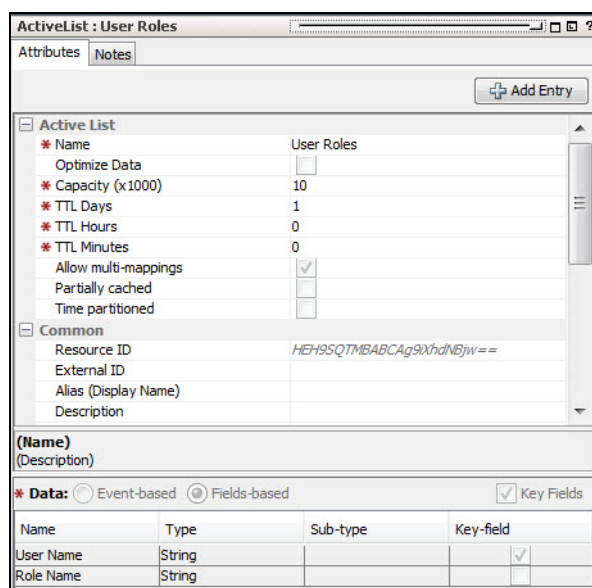 ActiveList : User Roles ?
Attributes Notes
Add Entry
Active List
* Name User Roles
Optimize Data
* Capacity (x1000) 10
* TTL Days 1
* TTL Hours 0
* TTL Minutes 0
Allow multi-mappings
Partially cached
Time partitioned
Common
Resource ID HEH9SQTMBABCAg9iXhdNBjw==
External ID
Alias (Display Name)
Description
(Name)
(Description)
* Data: Event-based Fields-based Key Fields
Name Type Sub-type Key-field
User Name String
Role Name String